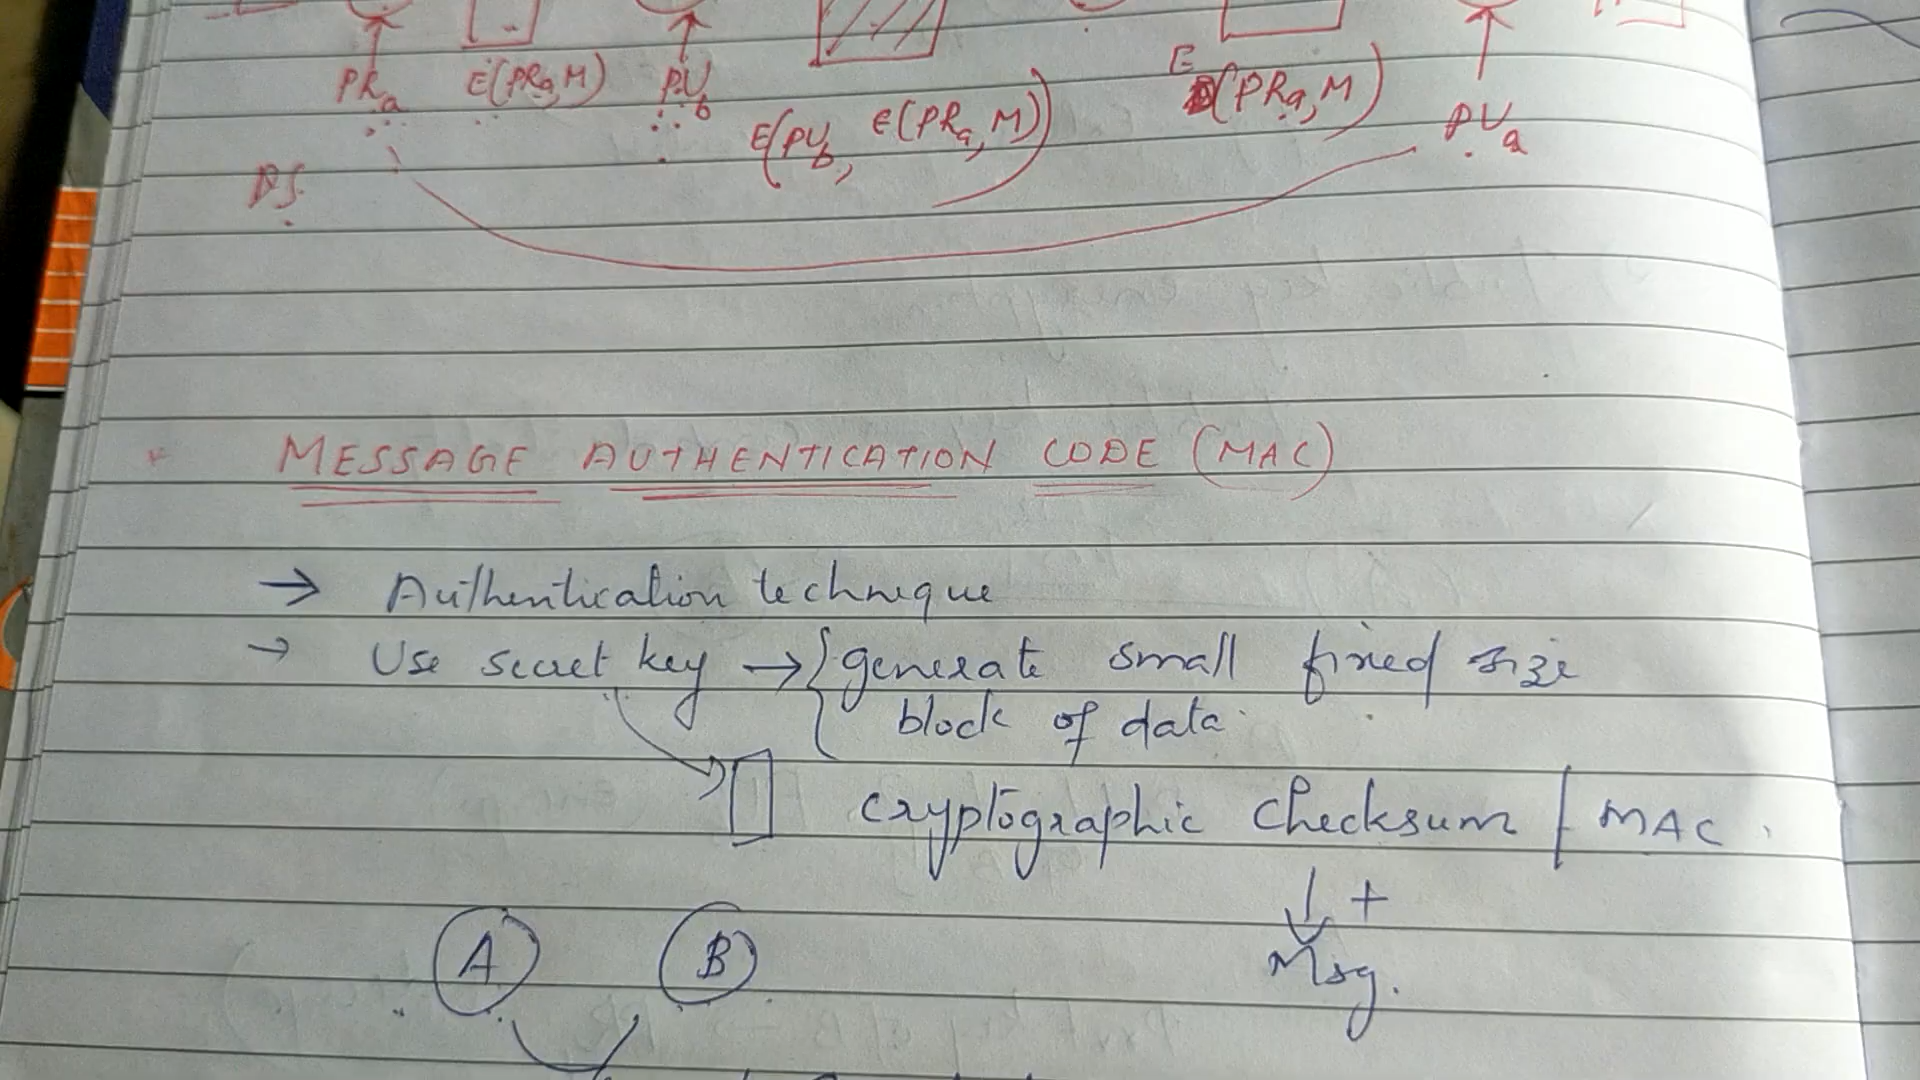 PRa E(PRa, M) PUb E(PUb, E(PRa, M)) E(PRa, M) PUa
DS
MESSAGE AUTHENTICATION CODE (MAC)
→ Authentication technique
→ Use secret key → { generate small fixed size
block of data
Cryptographic Checksum / MAC.
↓ +
A B Msg.